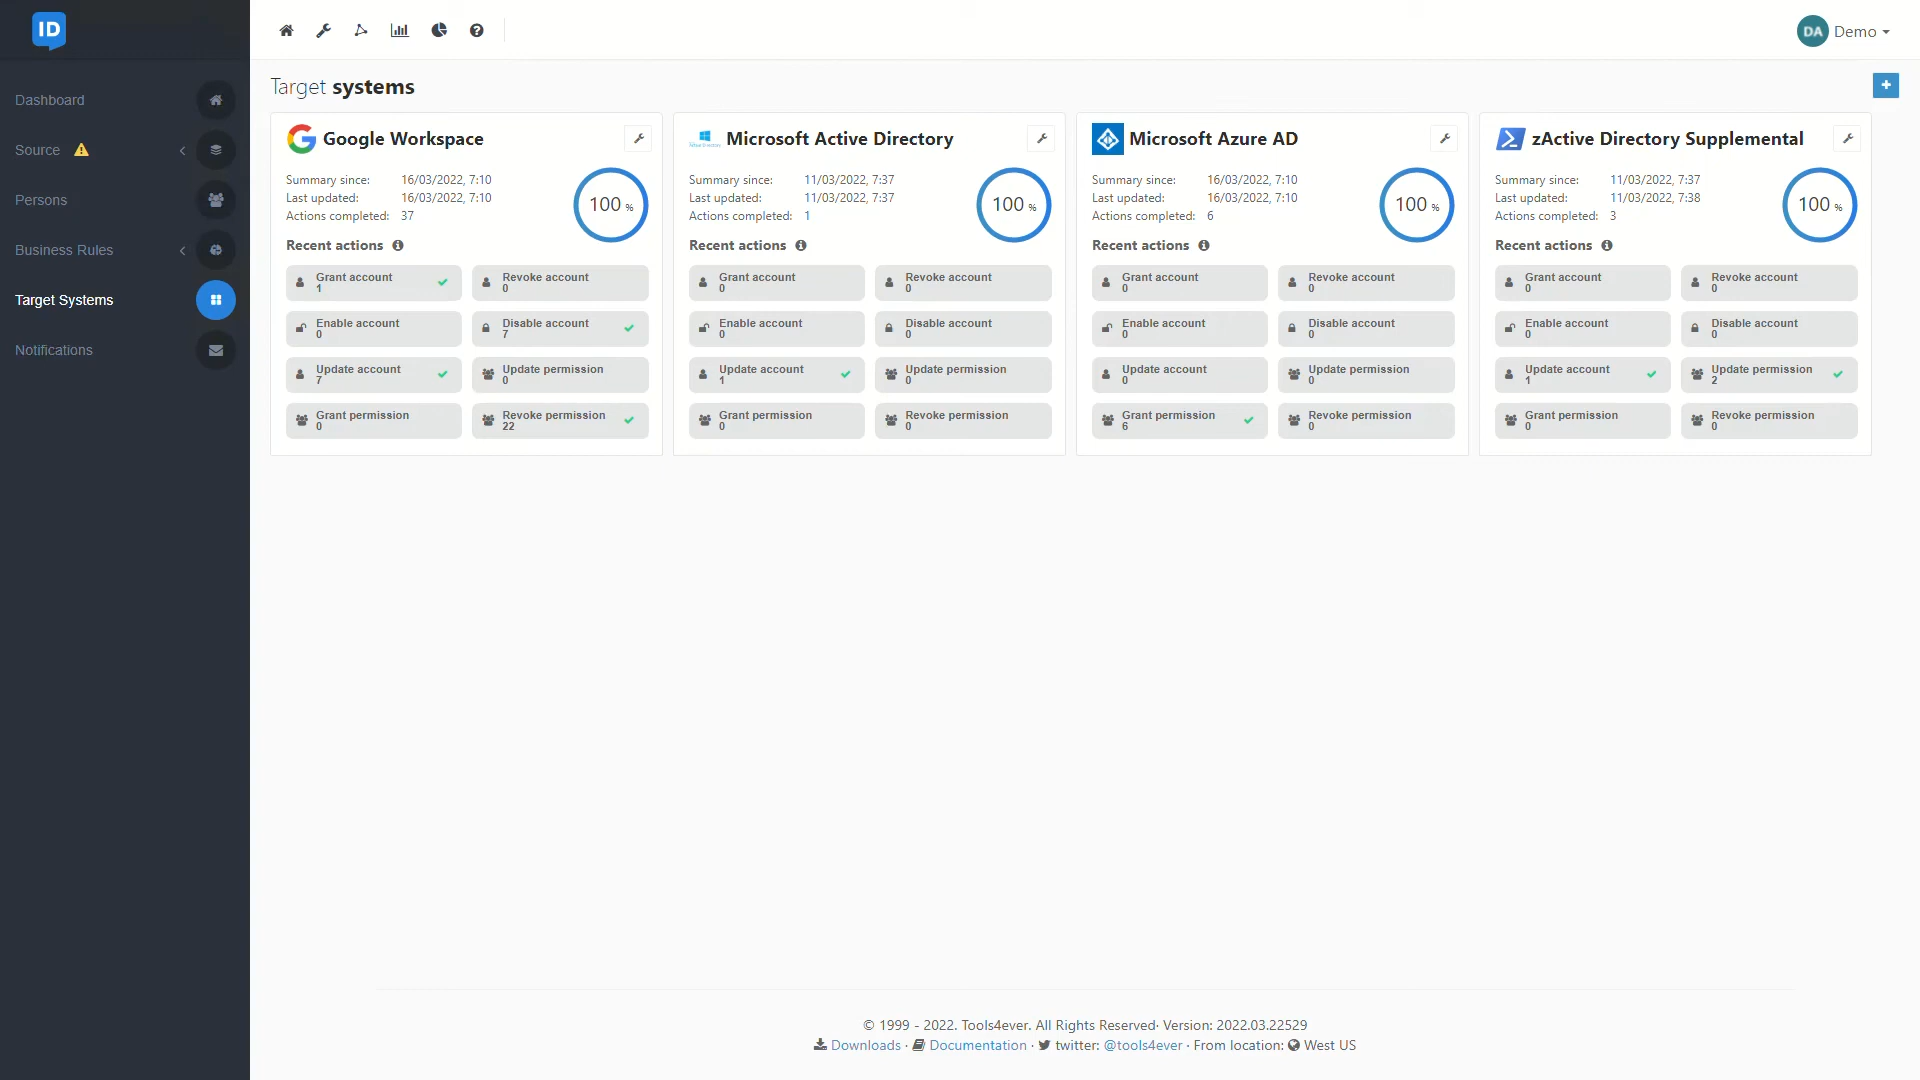 ID
DA Demo
Dashboard
Source
Persons
Business Rules
Target Systems
Notifications
Target systems
Google Workspace
Summary since: 16/03/2022, 7:10
Last updated: 16/03/2022, 7:10
Actions completed: 37
100 %
Recent actions
Grant account
1
Revoke account
0
Enable account
0
Disable account
7
Update account
7
Update permission
0
Grant permission
0
Revoke permission
22
Microsoft Active Directory
Summary since: 11/03/2022, 7:37
Last updated: 11/03/2022, 7:37
Actions completed: 1
100 %
Recent actions
Grant account
0
Revoke account
0
Enable account
0
Disable account
0
Update account
1
Update permission
0
Grant permission
0
Revoke permission
0
Microsoft Azure AD
Summary since: 16/03/2022, 7:10
Last updated: 16/03/2022, 7:10
Actions completed: 6
100 %
Recent actions
Grant account
0
Revoke account
0
Enable account
0
Disable account
0
Update account
0
Update permission
0
Grant permission
6
Revoke permission
0
zActive Directory Supplemental
Summary since: 11/03/2022, 7:37
Last updated: 11/03/2022, 7:38
Actions completed: 3
100 %
Recent actions
Grant account
0
Revoke account
0
Enable account
0
Disable account
0
Update account
1
Update permission
2
Grant permission
0
Revoke permission
0
© 1999 - 2022. Tools4ever. All Rights Reserved· Version: 2022.03.22529
Downloads · Documentation · twitter: @tools4ever · From location: West US